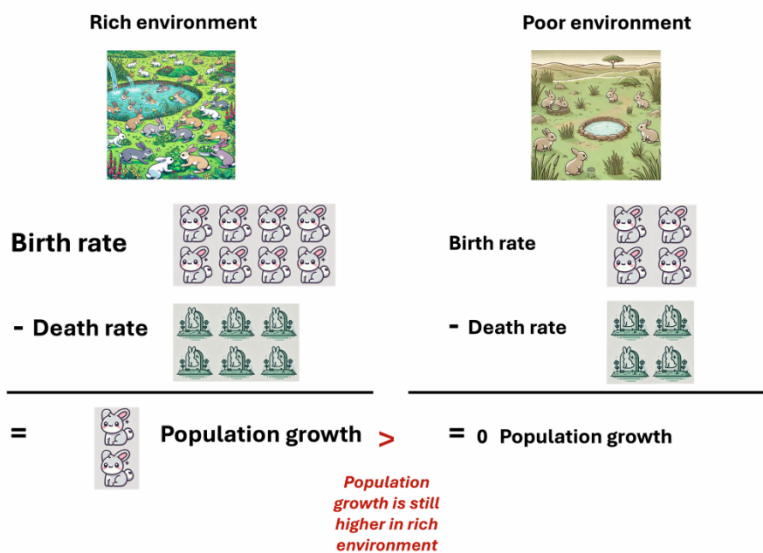 Rich environment
Poor environment
Birth rate
Birth rate
- Death rate
- Death rate
= Population growth > = 0 Population growth
Population
growth is still
higher in rich
environment